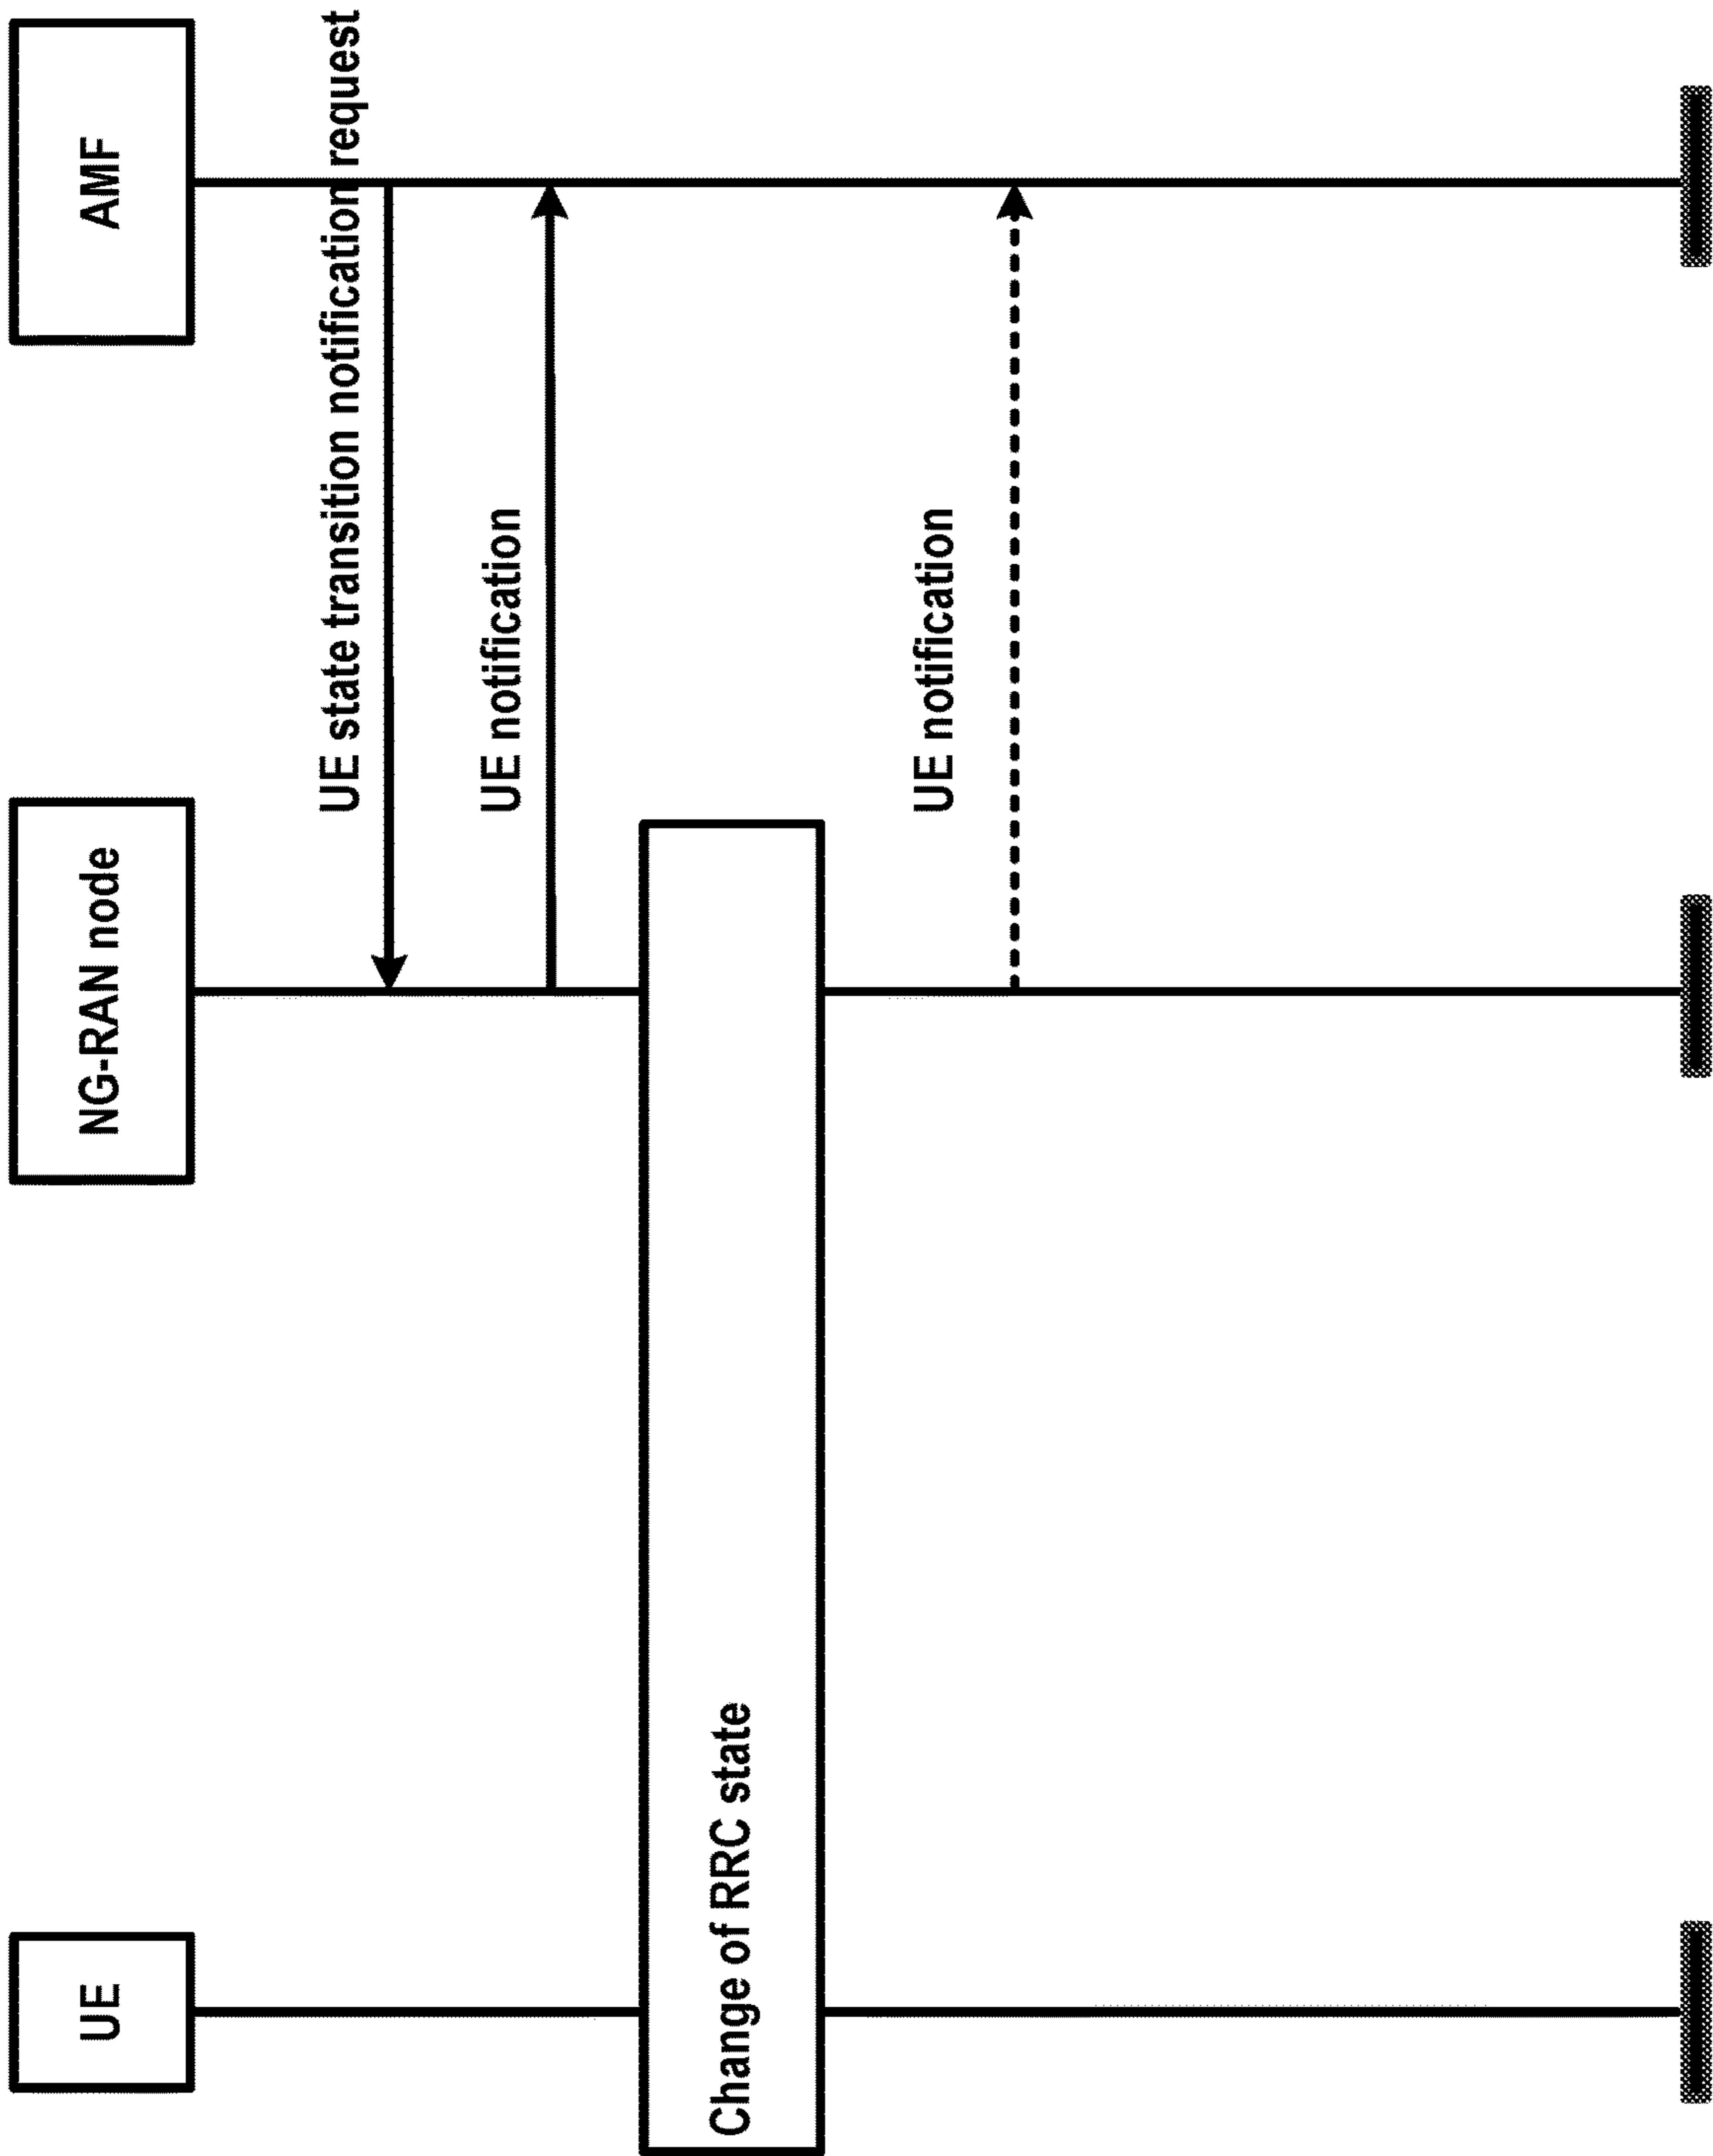 UE
NG-RAN node
AMF
UE state transition notification request
UE notification
Change of RRC state
UE notification